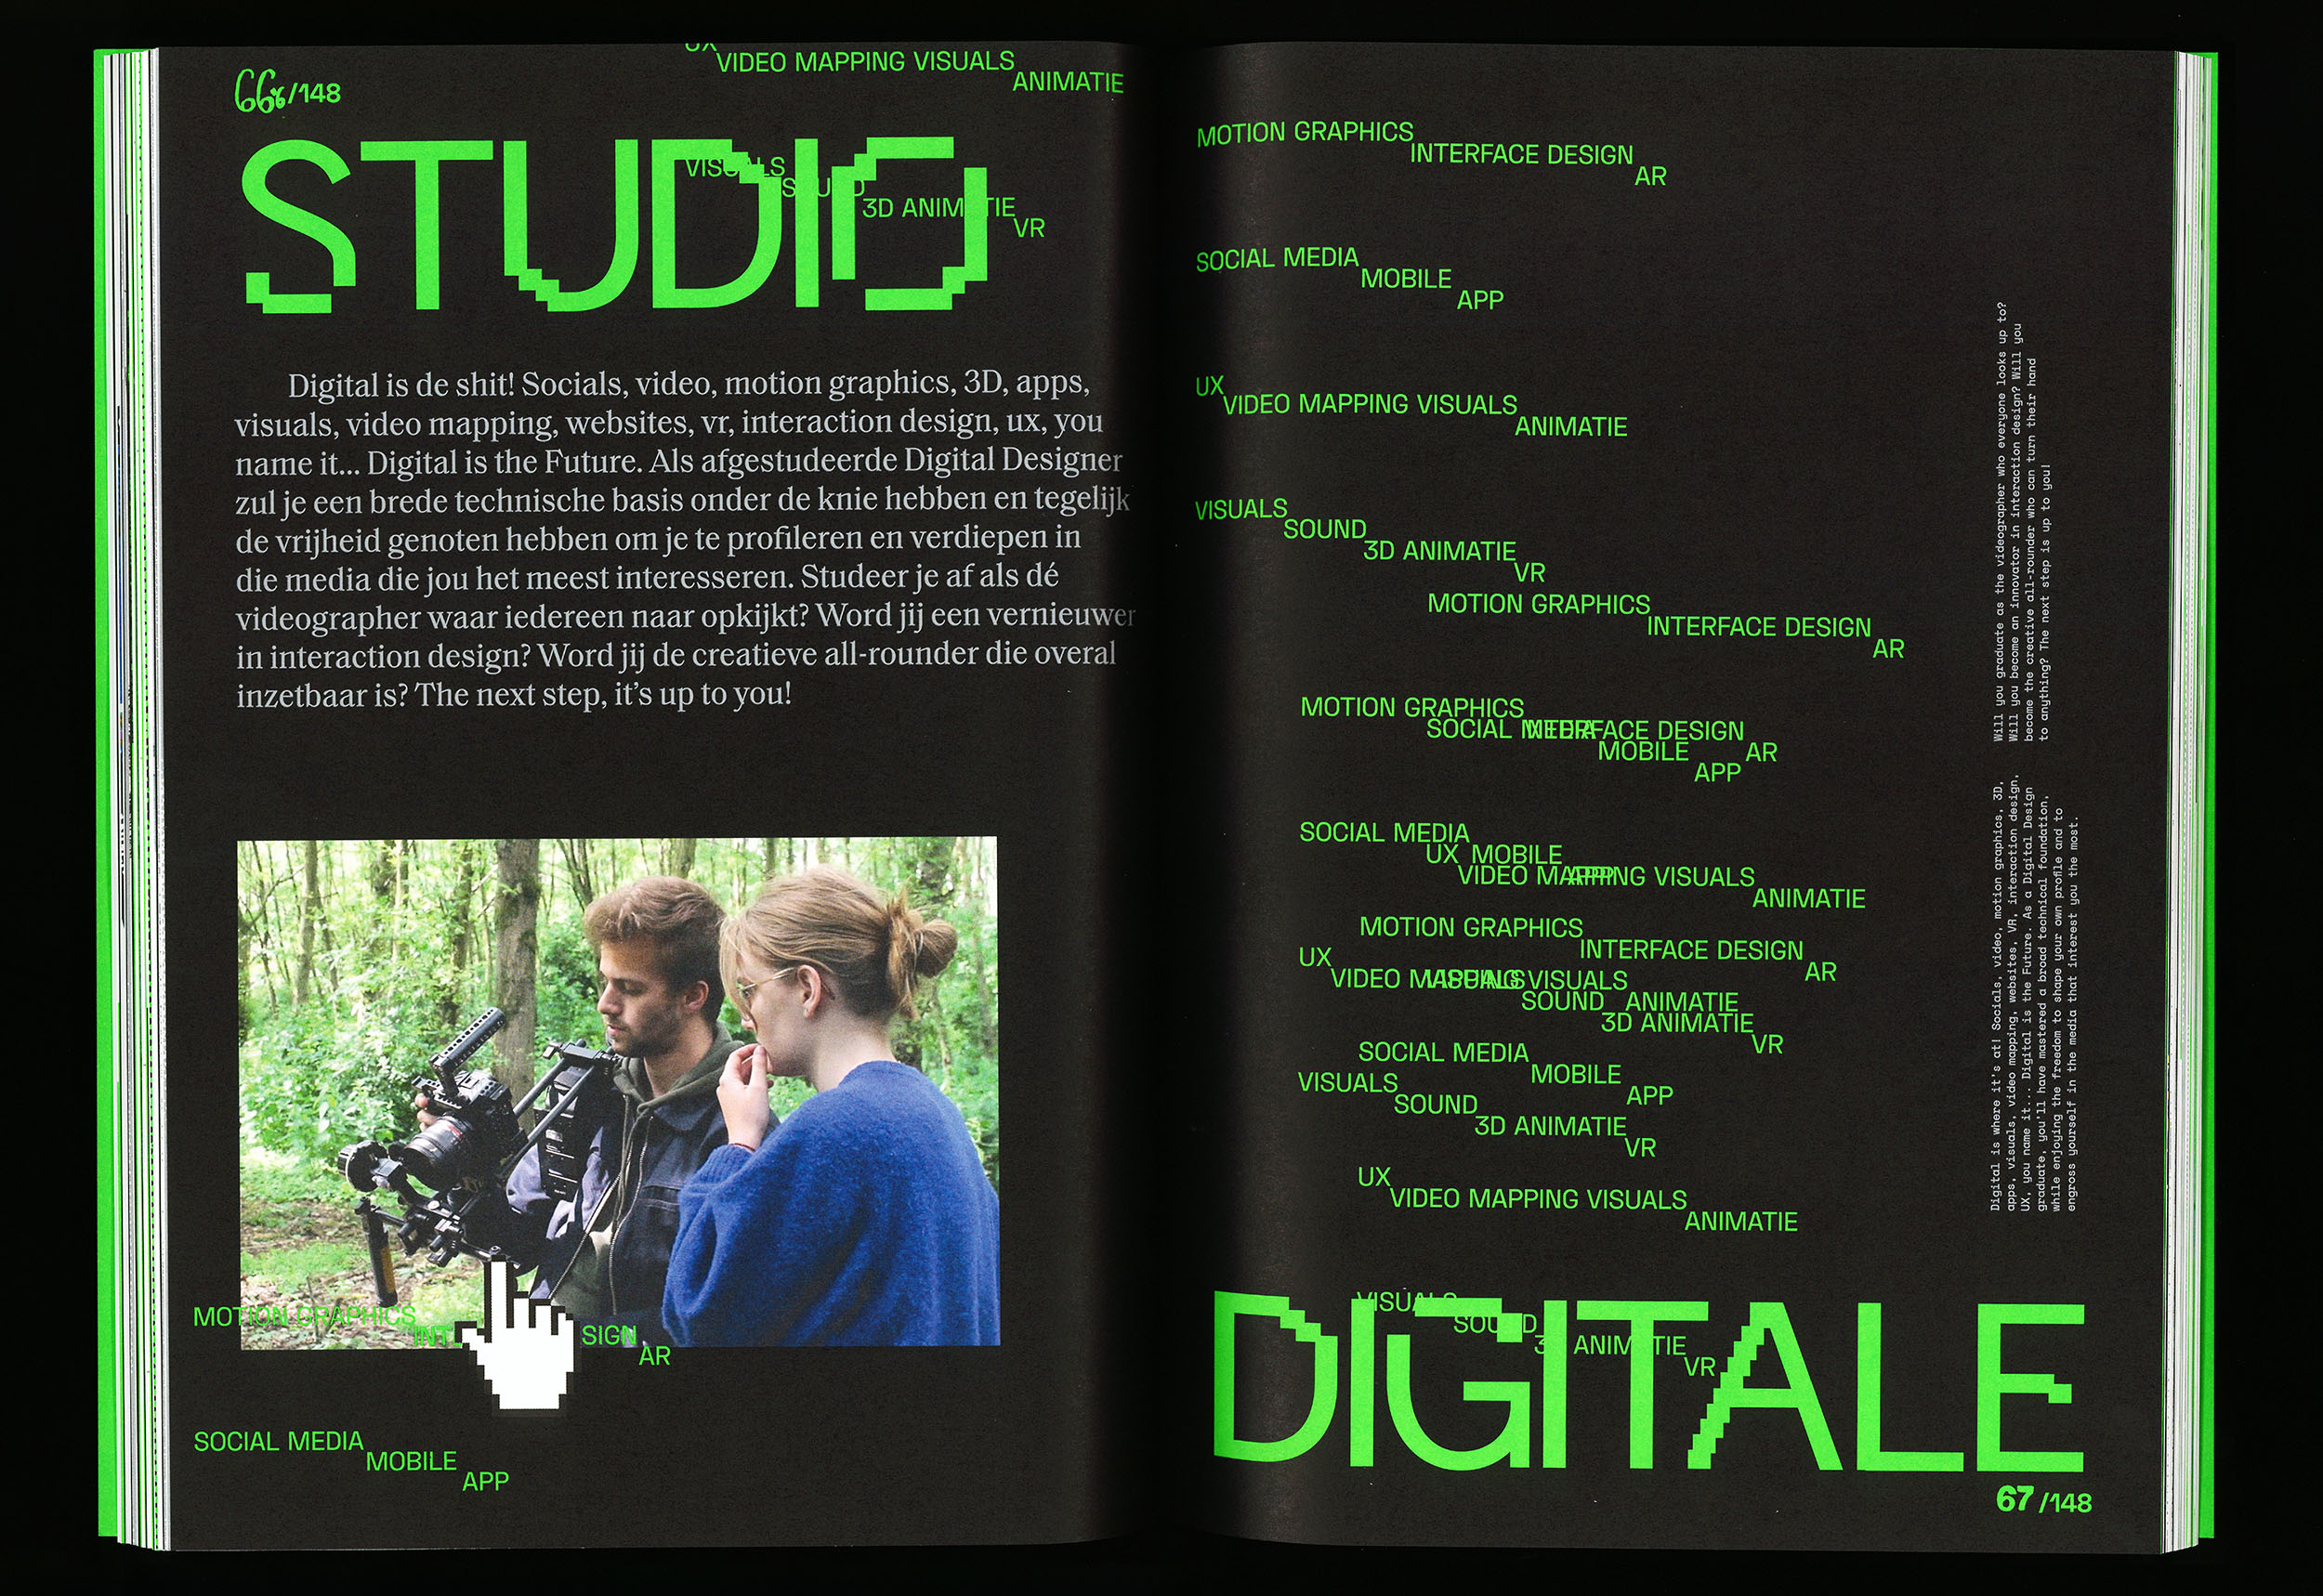 66/148
UX
VIDEO MAPPING VISUALS
ANIMATIE
STUDIO
VISUALS
SOUND
3D ANIMATIE
VR
Digital is de shit! Socials, video, motion graphics, 3D, apps,
visuals, video mapping, websites, vr, interaction design, ux, you
name it... Digital is the Future. Als afgestudeerde Digital Designer
zul je een brede technische basis onder de knie hebben en tegelijk
de vrijheid genoten hebben om je te profileren en verdiepen in
die media die jou het meest interesseren. Studeer je af als dé
videographer waar iedereen naar opkijkt? Word jij een vernieuwer
in interaction design? Word jij de creatieve all-rounder die overal
inzetbaar is? The next step, it's up to you!
MOTION GRAPHICS
INT SIGN
AR
SOCIAL MEDIA
MOBILE
APP
MOTION GRAPHICS
INTERFACE DESIGN
AR
SOCIAL MEDIA
MOBILE
APP
UX
VIDEO MAPPING VISUALS
ANIMATIE
VISUALS
SOUND
3D ANIMATIE
VR
MOTION GRAPHICS
INTERFACE DESIGN
AR
MOTION GRAPHICS
SOCIAL MEDIA INTERFACE DESIGN
MOBILE AR
APP
SOCIAL MEDIA
UX MOBILE
VIDEO MAPPING VISUALS APP
ANIMATIE
MOTION GRAPHICS
INTERFACE DESIGN
UX
AR
VIDEO MAPPING VISUALS VISUALS
SOUND ANIMATIE
3D ANIMATIE
VR
SOCIAL MEDIA
MOBILE
VISUALS
APP
SOUND
3D ANIMATIE
VR
UX
VIDEO MAPPING VISUALS
ANIMATIE
VISUALS
SOUND
3D ANIMATIE
VR
DIGITALE
67/148
Digital is where it's at! Socials, video, motion graphics, 3D,
apps, visuals, video mapping, websites, VR, interaction design,
UX, you name it... Digital is the Future. As a Digital Design
graduate, you'll have mastered a broad technical foundation,
while enjoying the freedom to shape your own profile and to
engross yourself in the media that interest you the most.
Will you graduate as the videographer who everyone looks up to?
Will you become an innovator in interaction design? Will you
become the creative all-rounder who can turn their hand
to anything? The next step is up to you!